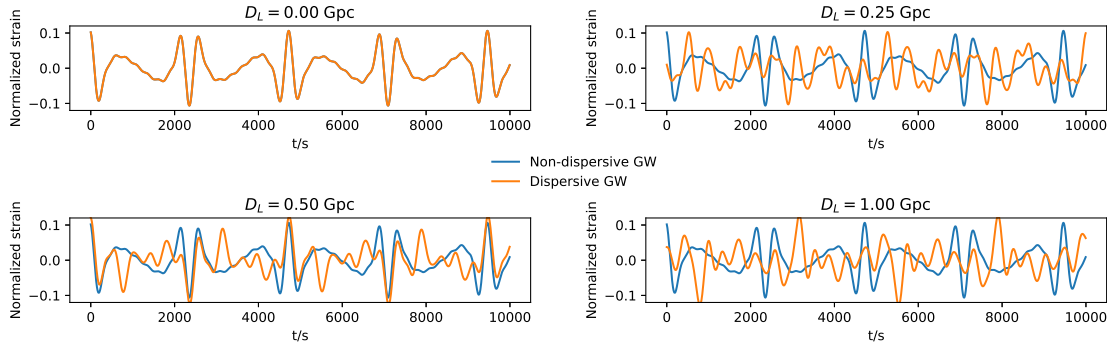 D_L = 0.00 Gpc
Normalized strain
0.1
0.0
−0.1
0 2000 4000 6000 8000 10000
t/s
D_L = 0.25 Gpc
Normalized strain
0.1
0.0
−0.1
0 2000 4000 6000 8000 10000
t/s
Non-dispersive GW
Dispersive GW
D_L = 0.50 Gpc
Normalized strain
0.1
0.0
−0.1
0 2000 4000 6000 8000 10000
t/s
D_L = 1.00 Gpc
Normalized strain
0.1
0.0
−0.1
0 2000 4000 6000 8000 10000
t/s